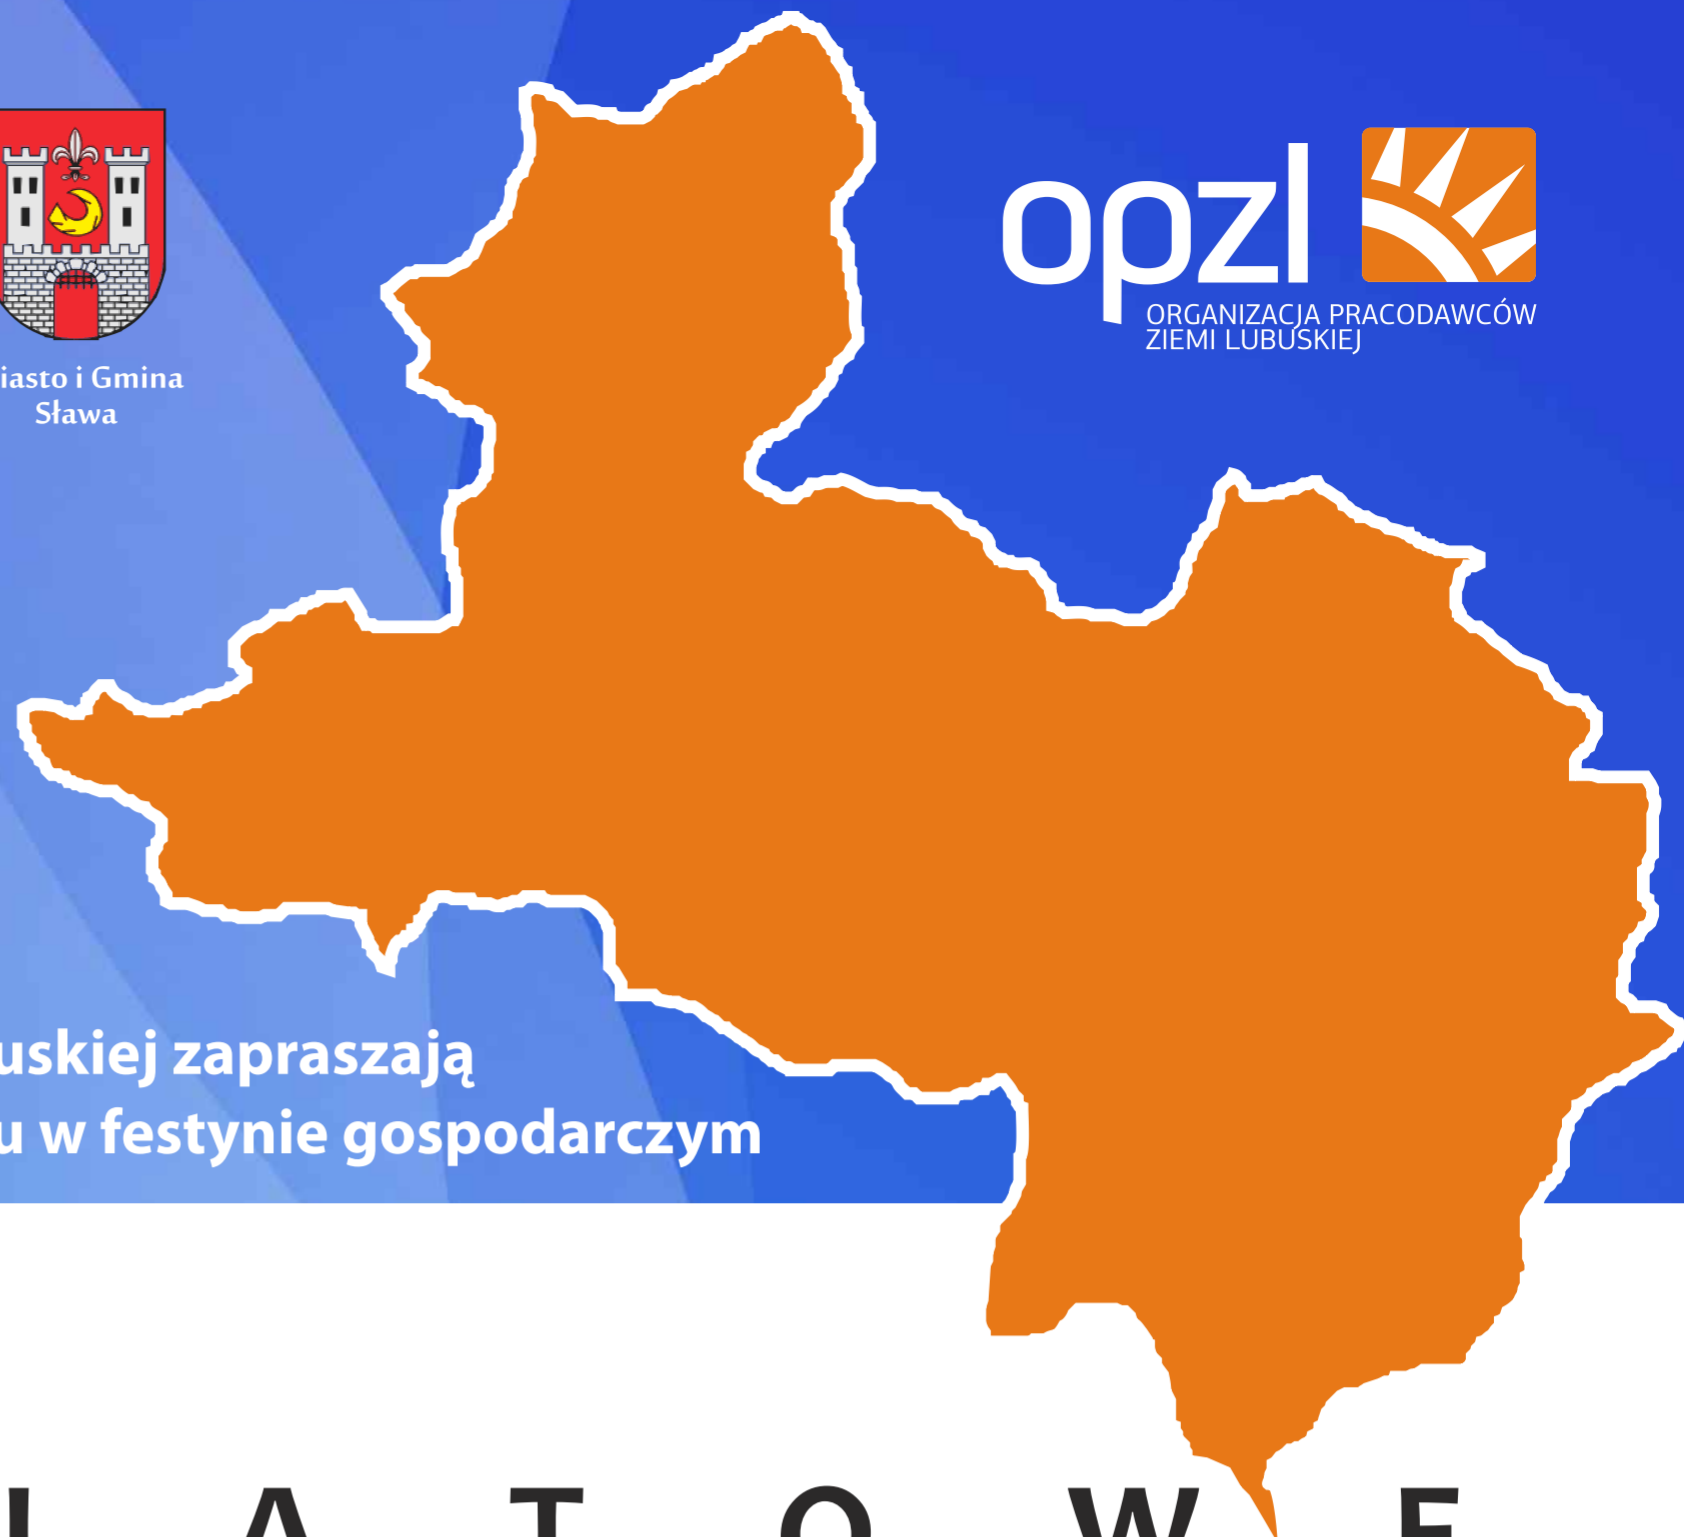 opzl
ORGANIZACJA PRACODAWCÓW
ZIEMI LUBUSKIEJ
iasto i Gmina
Sława
uskiej zapraszają
u w festynie gospodarczym
I A T O W E